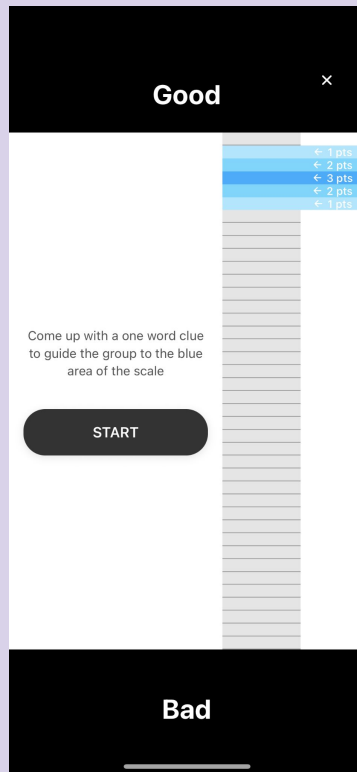 ×
Good
← 1 pts
← 2 pts
← 3 pts
← 2 pts
← 1 pts
Come up with a one word clue
to guide the group to the blue
area of the scale
START
Bad